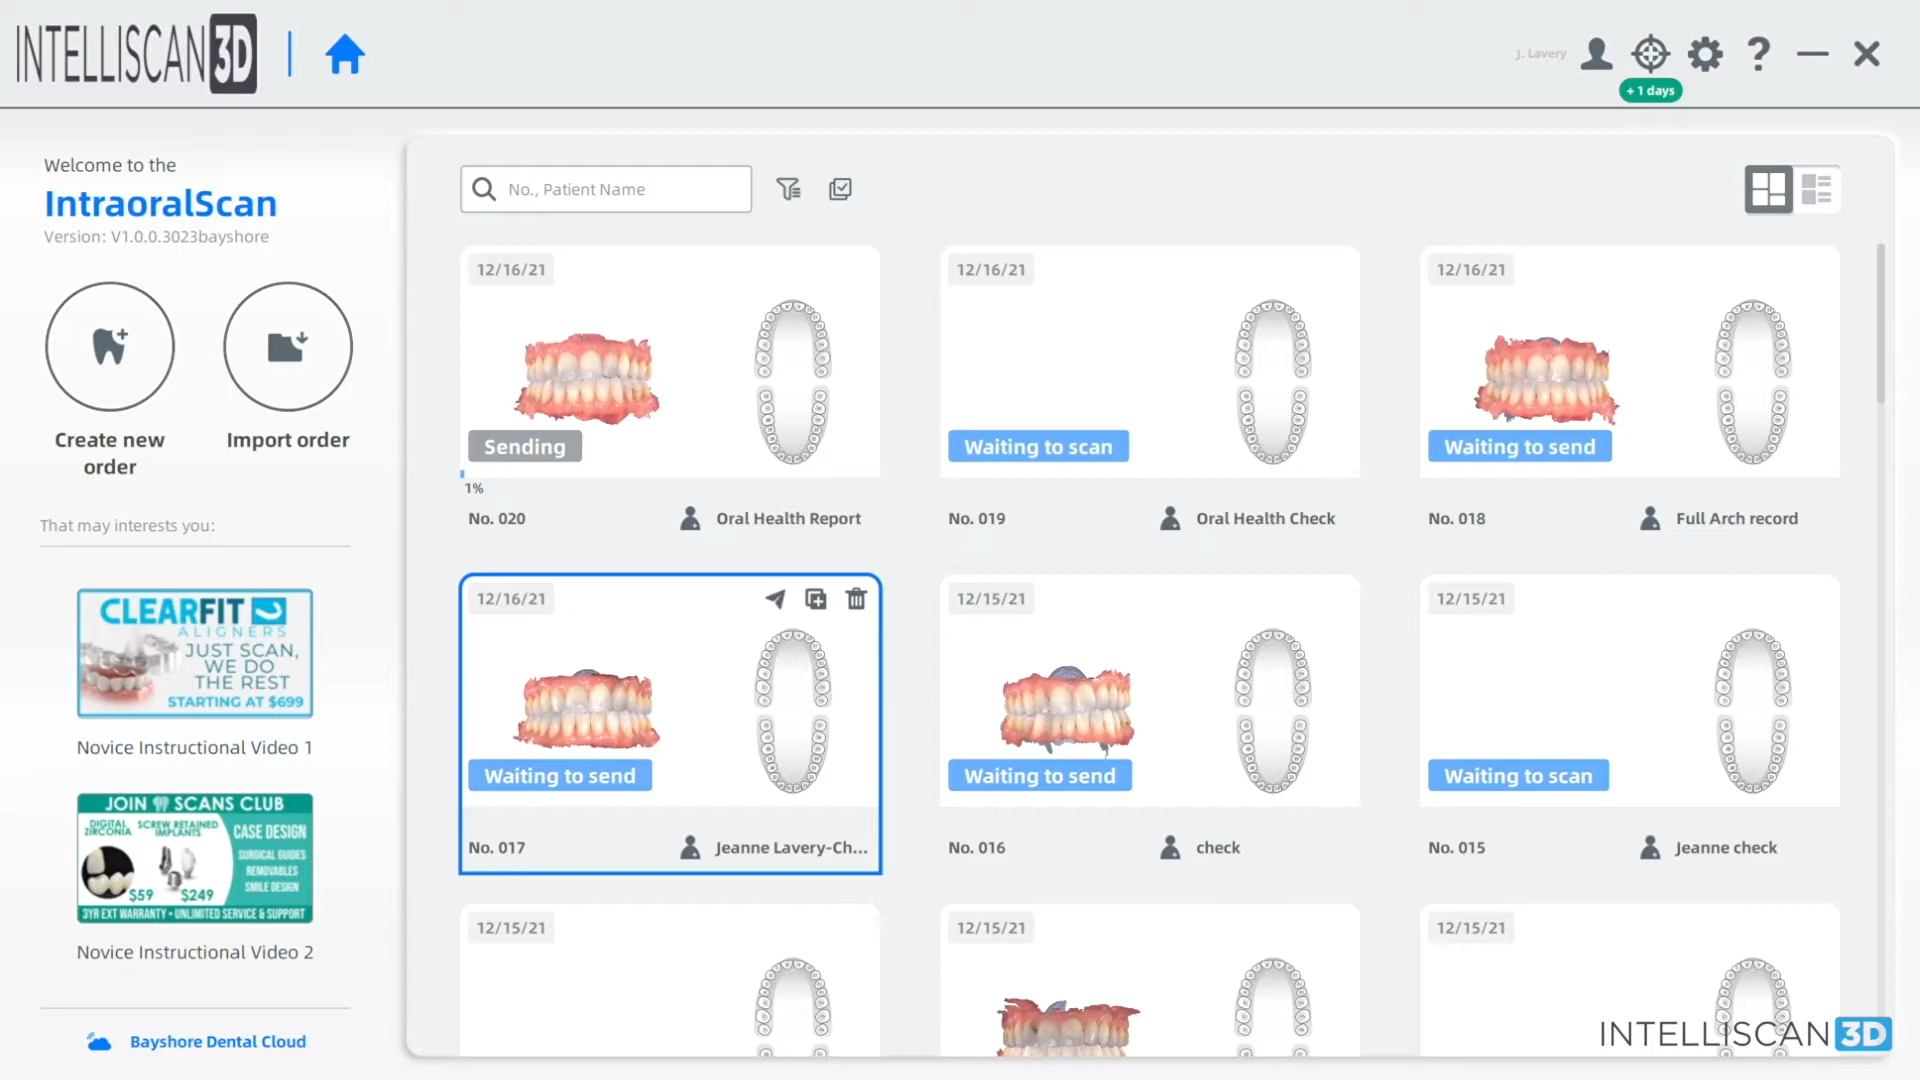 INTELLISCAN 3D
J. Lavery
+ 1 days
Welcome to the
IntraoralScan
Version: V1.0.0.3023bayshore
Create new
order
Import order
That may interests you:
CLEARFIT
ALIGNERS
JUST SCAN,
WE DO
THE REST
STARTING AT $699
Novice Instructional Video 1
JOIN SCANS CLUB
DIGITAL
ZIRCONIA
SCREW RETAINED
IMPLANTS
CASE DESIGN
SURGICAL GUIDES
REMOVABLES
SMILE DESIGN
$59
$249
3YR EXT WARRANTY • UNLIMITED SERVICE & SUPPORT
Novice Instructional Video 2
Bayshore Dental Cloud
No., Patient Name
12/16/21
Sending
1%
No. 020
Oral Health Report
12/16/21
Waiting to scan
No. 019
Oral Health Check
12/16/21
Waiting to send
No. 018
Full Arch record
12/16/21
Waiting to send
No. 017
Jeanne Lavery-Ch...
12/15/21
Waiting to send
No. 016
check
12/15/21
Waiting to scan
No. 015
Jeanne check
12/15/21
12/15/21
12/15/21
INTELLISCAN 3D